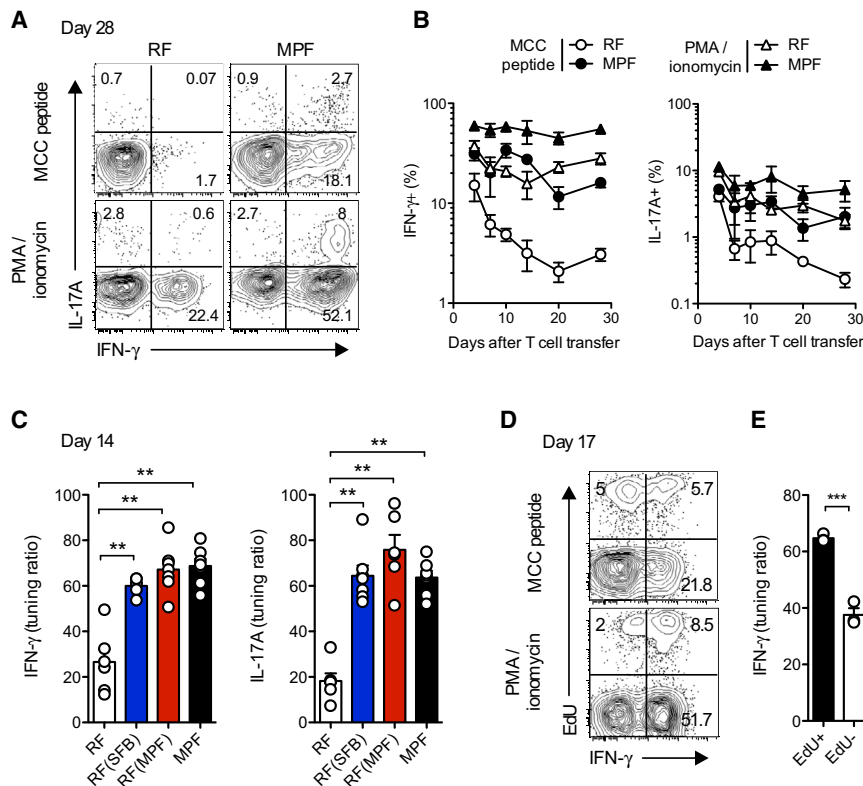 A
Day 28
RF
MPF
MCC peptide
0.7
0.07
1.7
0.9
2.7
18.1
PMA /
ionomycin
2.8
0.6
22.4
2.7
8
52.1
IL-17A
IFN-γ
B
MCC
peptide
RF
MPF
PMA /
ionomycin
RF
MPF
IFN-γ+ (%)
100
10
1
0
10
20
30
Days after T cell transfer
IL-17A+ (%)
100
10
1
0.1
0
10
20
30
Days after T cell transfer
C
Day 14
**
**
**
IFN-γ (tuning ratio)
100
80
60
40
20
0
RF
RF(SFB)
RF(MPF)
MPF
**
**
**
IL-17A (tuning ratio)
100
80
60
40
20
0
RF
RF(SFB)
RF(MPF)
MPF
D
Day 17
MCC peptide
5
5.7
21.8
PMA /
ionomycin
2
8.5
51.7
EdU
IFN-γ
E
***
IFN-γ (tuning ratio)
80
60
40
20
0
EdU+
EdU-